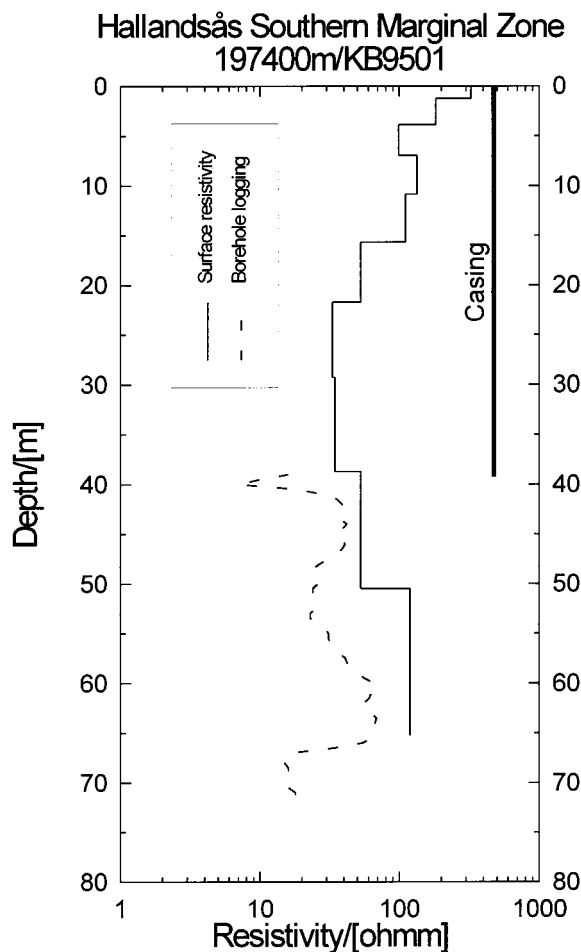 Hallandsås Southern Marginal Zone
197400m/KB9501
0 0
10 10
20 20
30 30
40 40
50 50
60 60
70 70
80 80
Surface resistivity
Borehole logging
Casing
Depth/[m]
1 10 100 1000
Resistivity/[ohmm]